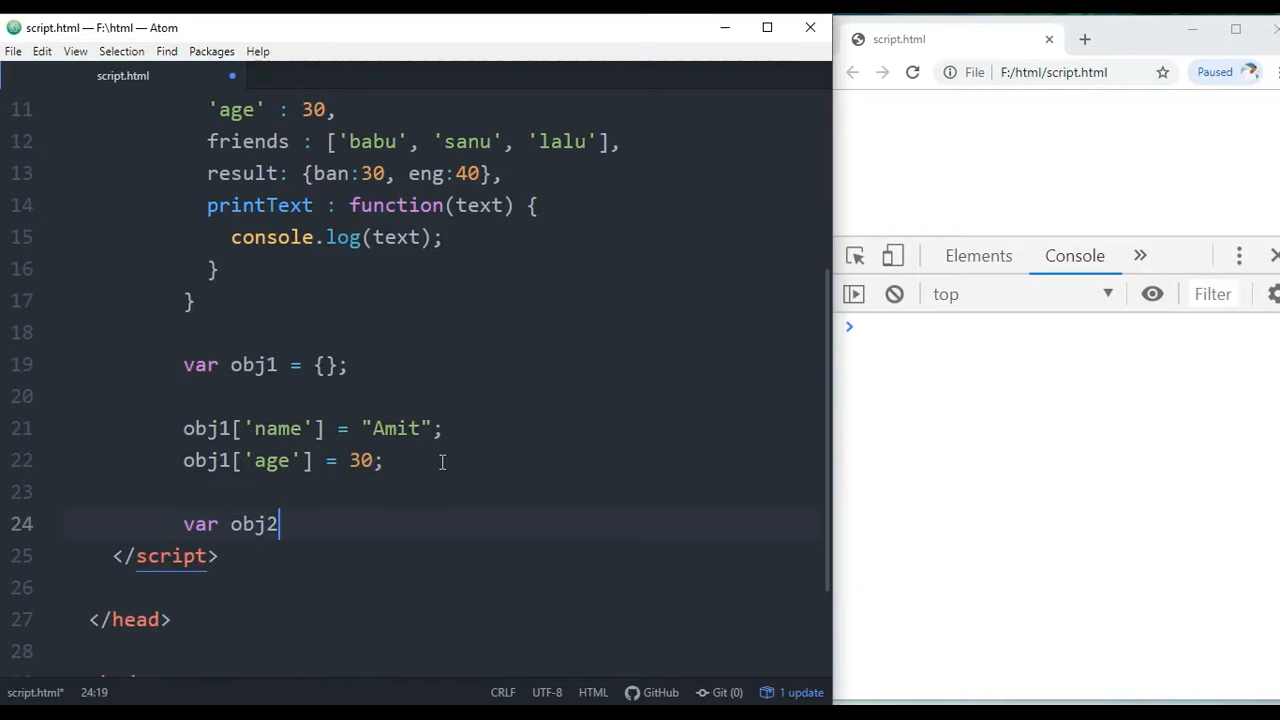 script.html — F:\html — Atom
File Edit View Selection Find Packages Help
script.html
11 'age' : 30,
12 friends : ['babu', 'sanu', 'lalu'],
13 result: {ban:30, eng:40},
14 printText : function(text) {
15 console.log(text);
16 }
17 }
18
19 var obj1 = {};
20
21 obj1['name'] = "Amit";
22 obj1['age'] = 30;
23
24 var obj2
25 </script>
26
27 </head>
28
script.html* 24:19 CRLF UTF-8 HTML GitHub Git (0) 1 update
script.html
File F:/html/script.html Paused
Elements Console
top Filter